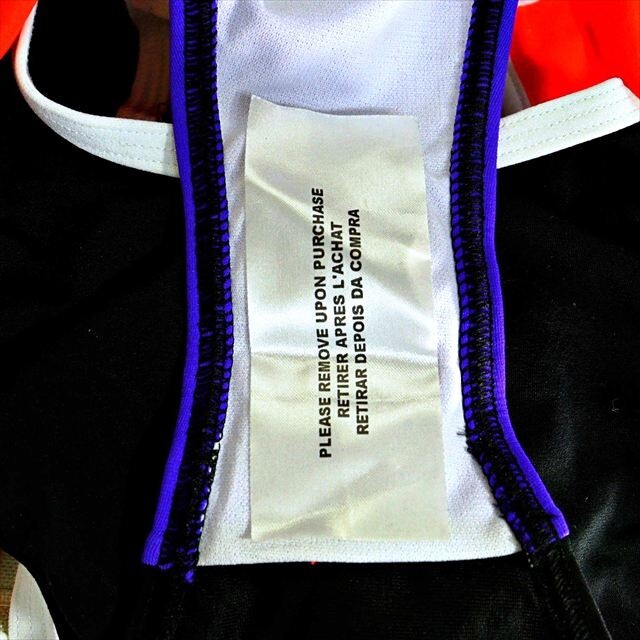 PLEASE REMOVE UPON PURCHASE
RETIRER APRES L'ACHAT
RETIRAR DEPOIS DA COMPRA